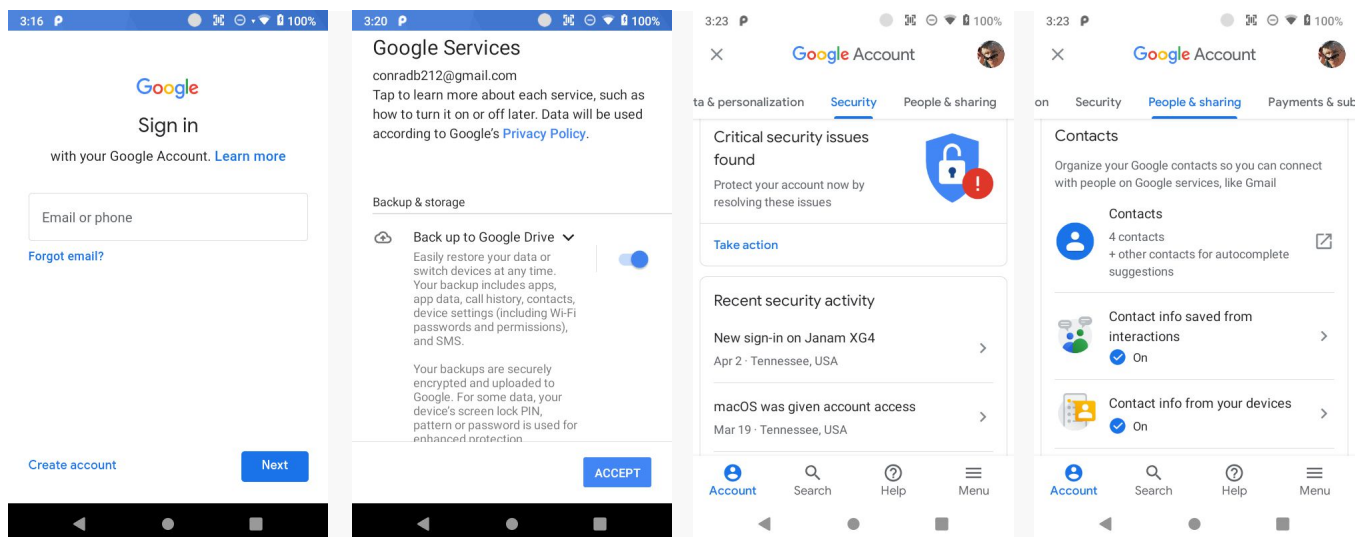 3:16
100%
Google
Sign in
with your Google Account. Learn more
Email or phone
Forgot email?
Create account
Next
3:20
100%
Google Services
conradb212@gmail.com
Tap to learn more about each service, such as
how to turn it on or off later. Data will be used
according to Google's Privacy Policy.
Backup & storage
Back up to Google Drive
Easily restore your data or
switch devices at any time.
Your backup includes apps,
app data, call history, contacts,
device settings (including Wi-Fi
passwords and permissions),
and SMS.
Your backups are securely
encrypted and uploaded to
Google. For some data, your
device's screen lock PIN,
pattern or password is used for
enhanced protection
ACCEPT
3:23
100%
Google Account
ta & personalization
Security
People & sharing
Critical security issues
found
Protect your account now by
resolving these issues
Take action
Recent security activity
New sign-in on Janam XG4
Apr 2 · Tennessee, USA
macOS was given account access
Mar 19 · Tennessee, USA
Account
Search
Help
Menu
3:23
100%
Google Account
on
Security
People & sharing
Payments & sub
Contacts
Organize your Google contacts so you can connect
with people on Google services, like Gmail
Contacts
4 contacts
+ other contacts for autocomplete
suggestions
Contact info saved from
interactions
On
Contact info from your devices
On
Account
Search
Help
Menu